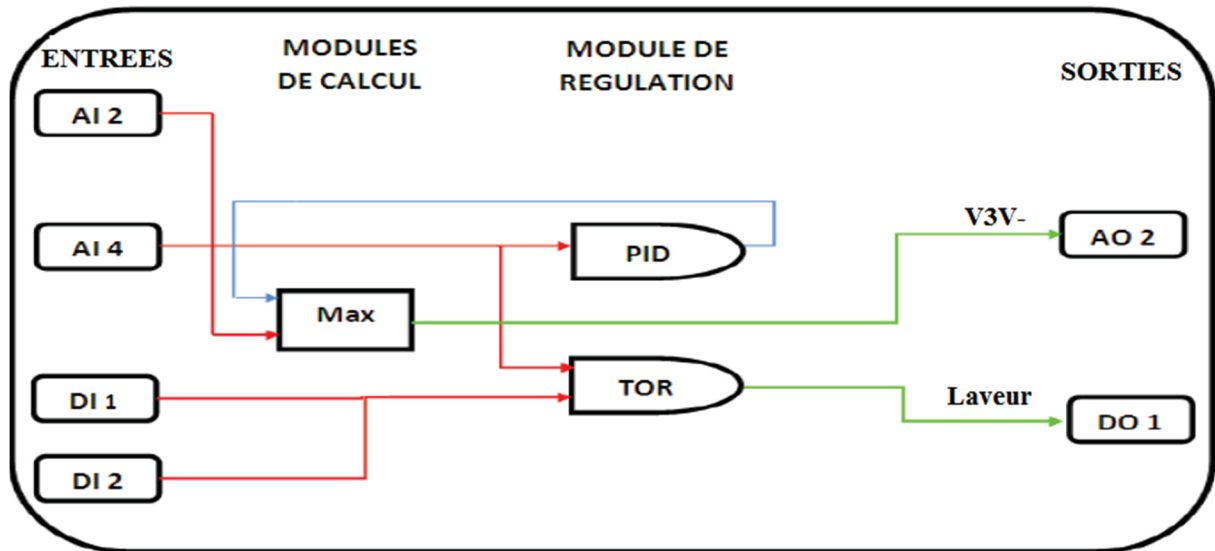 ENTREES
MODULES
DE CALCUL
MODULE DE
REGULATION
SORTIES
AI 2
AI 4
PID
V3V-
AO 2
Max
DI 1
TOR
Laveur
DO 1
DI 2